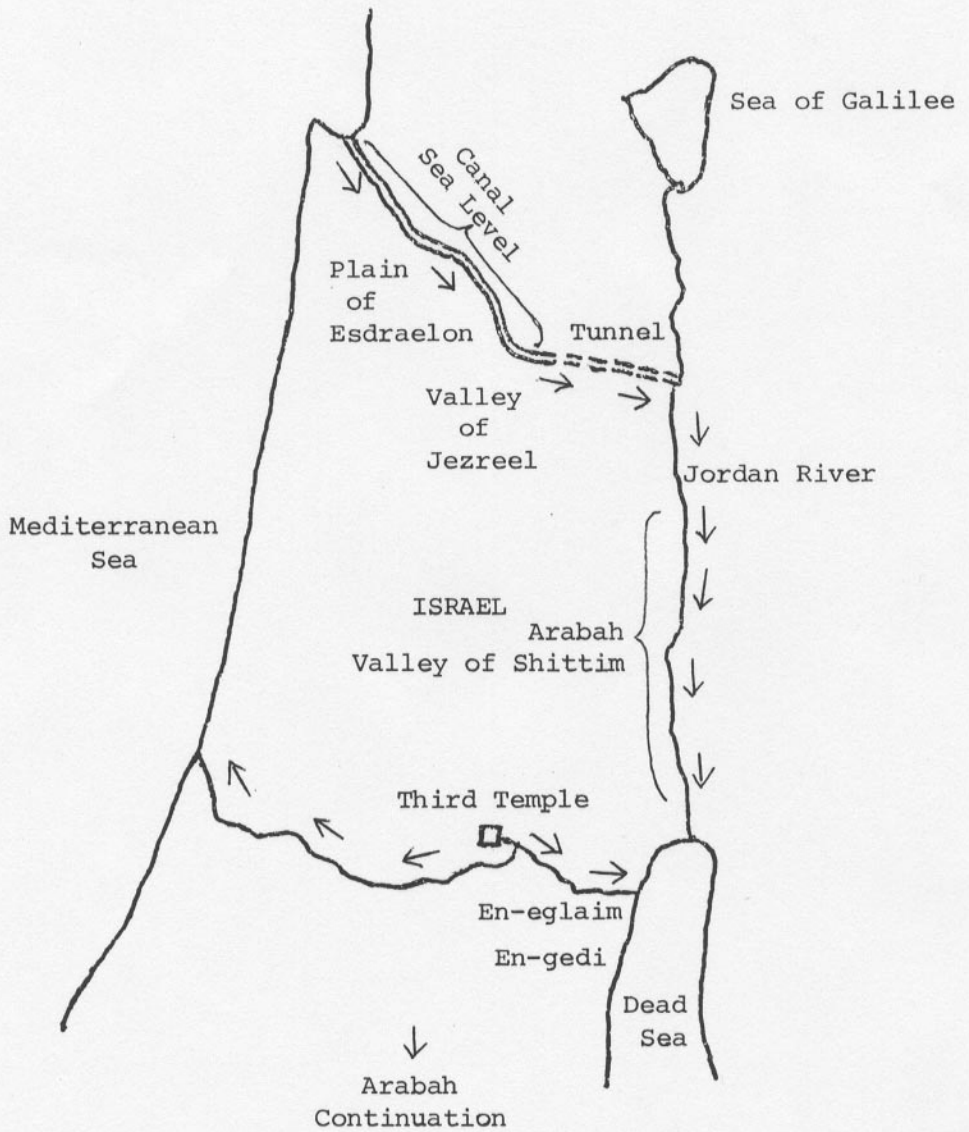 Sea of Galilee
Canal
Sea Level
Plain
of
Esdraelon
Tunnel
Valley
of
Jezreel
Jordan River
Mediterranean
Sea
ISRAEL
Arabah
Valley of Shittim
Third Temple
En-eglaim
En-gedi
Dead
Sea
Arabah
Continuation